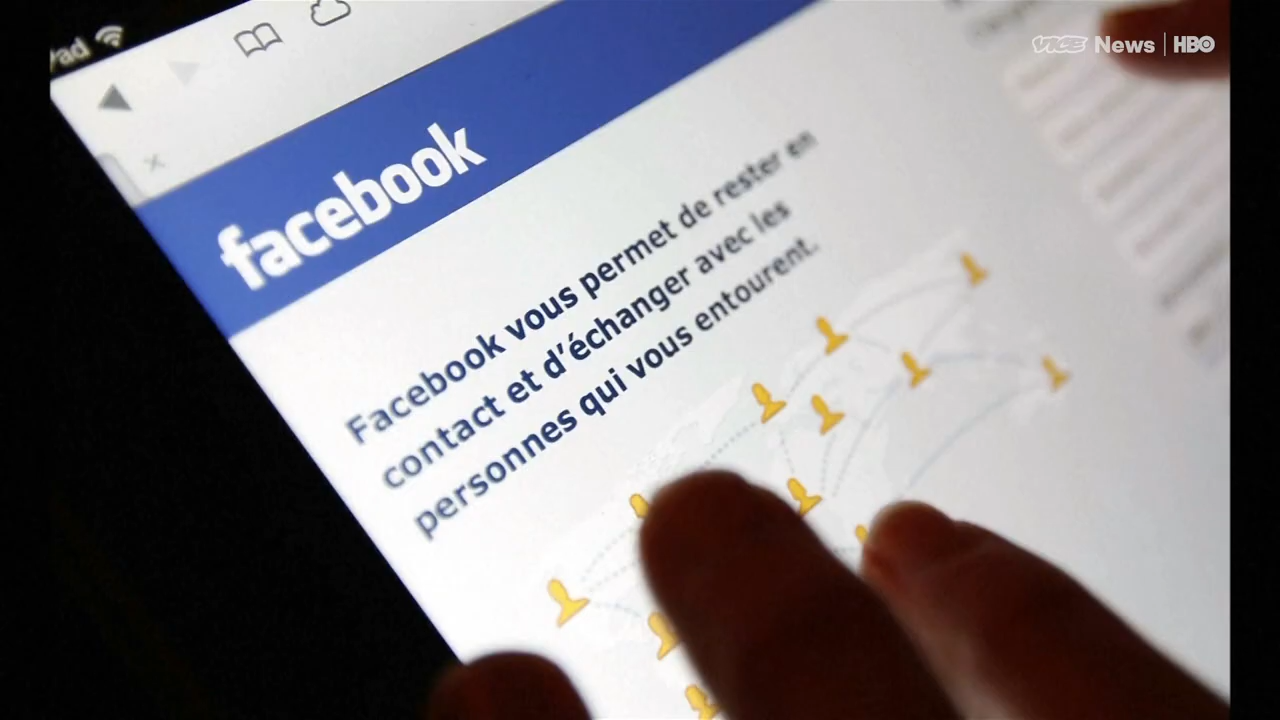 Pad
VICE News | HBO
facebook
Facebook vous permet de rester en
contact et d'échanger avec les
personnes qui vous entourent.